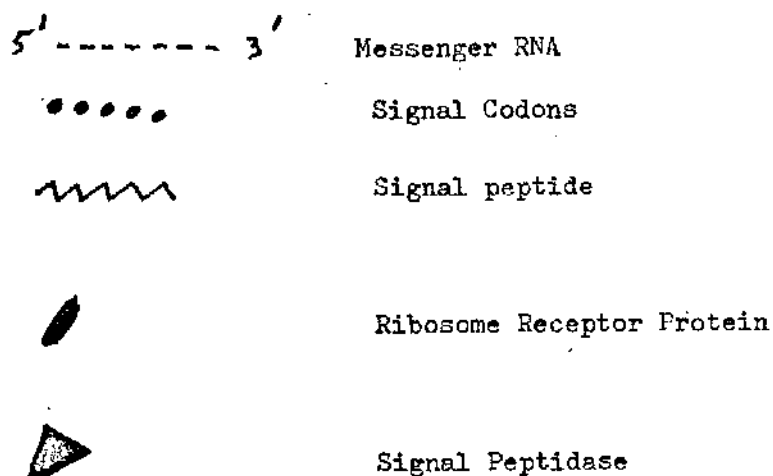 5' ------- 3' Messenger RNA
Signal Codons
Signal peptide
Ribosome Receptor Protein
Signal Peptidase